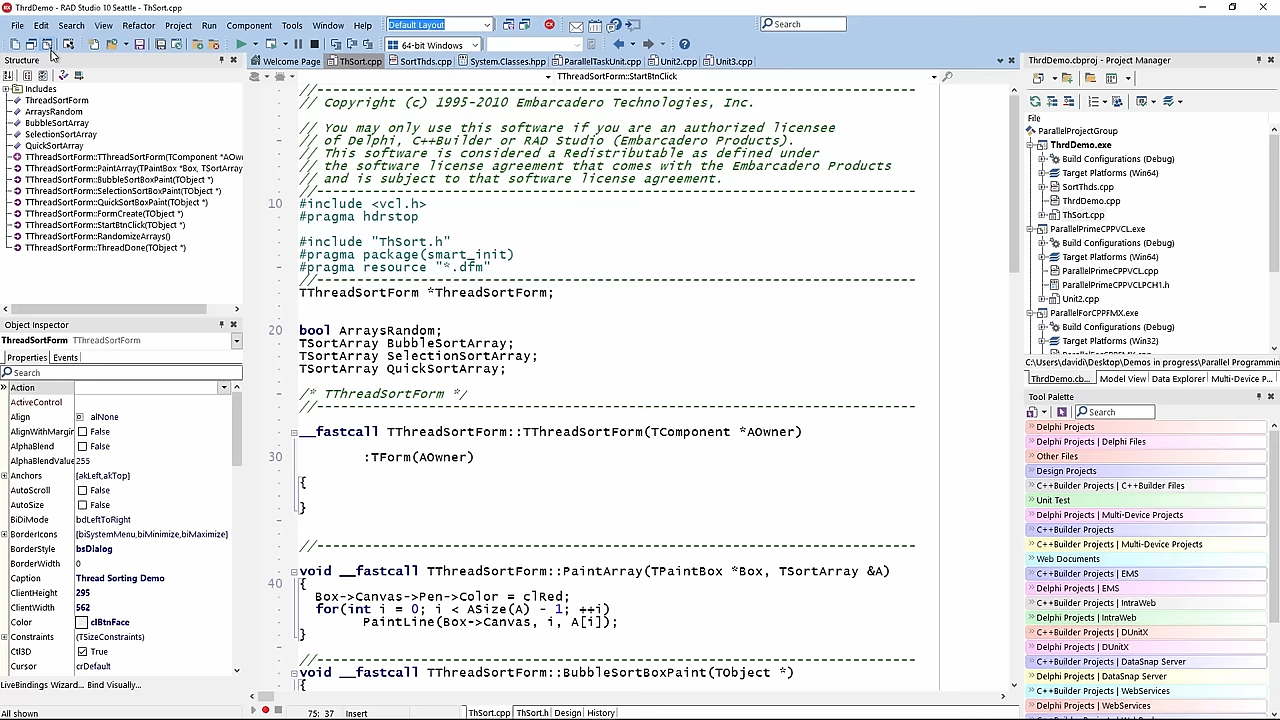 ThrdDemo - RAD Studio 10 Seattle - ThSort.cpp
File Edit Search View Refactor Project Run Component Tools Window Help
Default Layout
Search
64-bit Windows
Structure
Welcome Page ThSort.cpp SortThds.cpp System.Classes.hpp ParallelTaskUnit.cpp Unit2.cpp Unit3.cpp
TThreadSortForm::StartBtnClick
Includes
ThreadSortForm
ArraysRandom
BubbleSortArray
SelectionSortArray
QuickSortArray
TThreadSortForm::TThreadSortForm(TComponent *AOwn
TThreadSortForm::PaintArray(TPaintBox *Box, TSortArray
TThreadSortForm::BubbleSortBoxPaint(TObject *)
TThreadSortForm::SelectionSortBoxPaint(TObject *)
TThreadSortForm::QuickSortBoxPaint(TObject *)
TThreadSortForm::FormCreate(TObject *)
TThreadSortForm::StartBtnClick(TObject *)
TThreadSortForm::RandomizeArrays()
TThreadSortForm::ThreadDone(TObject *)
Object Inspector
ThreadSortForm TThreadSortForm
Properties Events
Search
Action
ActiveControl
Align alNone
AlignWithMargin False
AlphaBlend False
AlphaBlendValue 255
Anchors [akLeft,akTop]
AutoScroll False
AutoSize False
BiDiMode bdLeftToRight
BorderIcons [biSystemMenu,biMinimize,biMaximize]
BorderStyle bsDialog
BorderWidth 0
Caption Thread Sorting Demo
ClientHeight 295
ClientWidth 562
Color clBtnFace
Constraints (TSizeConstraints)
Ctl3D True
Cursor crDefault
LiveBindings Wizard... Bind Visually...
All shown
//---------------------------------------------------------------------------
// Copyright (c) 1995-2010 Embarcadero Technologies, Inc.
// You may only use this software if you are an authorized licensee
// of Delphi, C++Builder or RAD Studio (Embarcadero Products).
// This software is considered a Redistributable as defined under
// the software license agreement that comes with the Embarcadero Products
// and is subject to that software license agreement.
//---------------------------------------------------------------------------
10 #include <vcl.h>
#pragma hdrstop
#include "ThSort.h"
#pragma package(smart_init)
#pragma resource "*.dfm"
//---------------------------------------------------------------------------
TThreadSortForm *ThreadSortForm;
20 bool ArraysRandom;
TSortArray BubbleSortArray;
TSortArray SelectionSortArray;
TSortArray QuickSortArray;
/* TThreadSortForm */
//---------------------------------------------------------------------------
__fastcall TThreadSortForm::TThreadSortForm(TComponent *AOwner)
30 :TForm(AOwner)
{
}
//---------------------------------------------------------------------------
void __fastcall TThreadSortForm::PaintArray(TPaintBox *Box, TSortArray &A)
40 {
Box->Canvas->Pen->Color = clRed;
for(int i = 0; i < ASize(A) - 1; ++i)
PaintLine(Box->Canvas, i, A[i]);
}
//---------------------------------------------------------------------------
void __fastcall TThreadSortForm::BubbleSortBoxPaint(TObject *)
{
75: 37 Insert ThSort.cpp ThSort.h Design History
ThrdDemo.cbproj - Project Manager
File
ParallelProjectGroup
ThrdDemo.exe
Build Configurations (Debug)
Target Platforms (Win64)
SortThds.cpp
ThrdDemo.cpp
ThSort.cpp
ParallelPrimeCPPVCL.exe
Build Configurations (Debug)
Target Platforms (Win64)
ParallelPrimeCPPVCL.cpp
ParallelPrimeCPPVCLPCH1.h
Unit2.cpp
ParallelForCPPFMX.exe
Build Configurations (Debug)
Target Platforms (Win32)
C:\Users\davidi\Desktop\Demos in progress\Parallel Programmin
ThrdDemo.cb... Model View Data Explorer Multi-Device P...
Tool Palette
Search
Delphi Projects
Delphi Projects | Delphi Files
Other Files
Design Projects
C++Builder Projects | C++Builder Files
Unit Test
Delphi Projects | Multi-Device Projects
C++Builder Projects
C++Builder Projects | Multi-Device Projects
Web Documents
C++Builder Projects | EMS
Delphi Projects | EMS
C++Builder Projects | IntraWeb
Delphi Projects | IntraWeb
C++Builder Projects | DUnitX
Delphi Projects | DUnitX
C++Builder Projects | DataSnap Server
Delphi Projects | DataSnap Server
C++Builder Projects | WebServices
Delphi Projects | WebServices